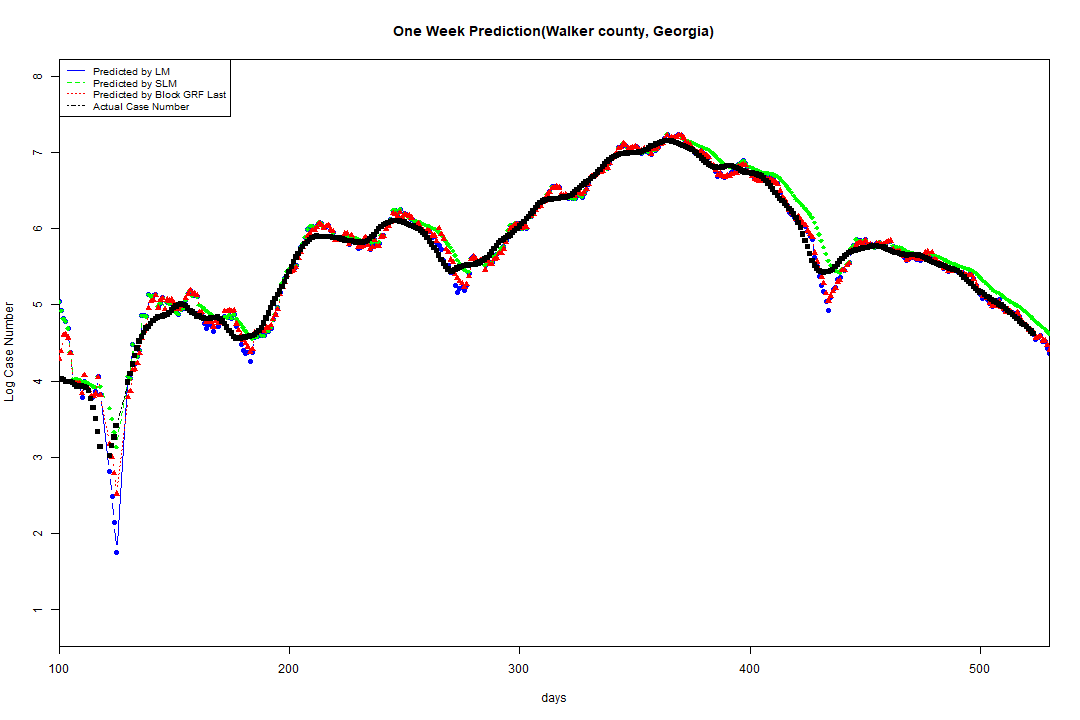 One Week Prediction(Walker county, Georgia)
Predicted by LM
Predicted by SLM
Predicted by Block GRF Last
Actual Case Number
8
7
6
5
4
3
2
1
Log Case Number
100 200 300 400 500
days